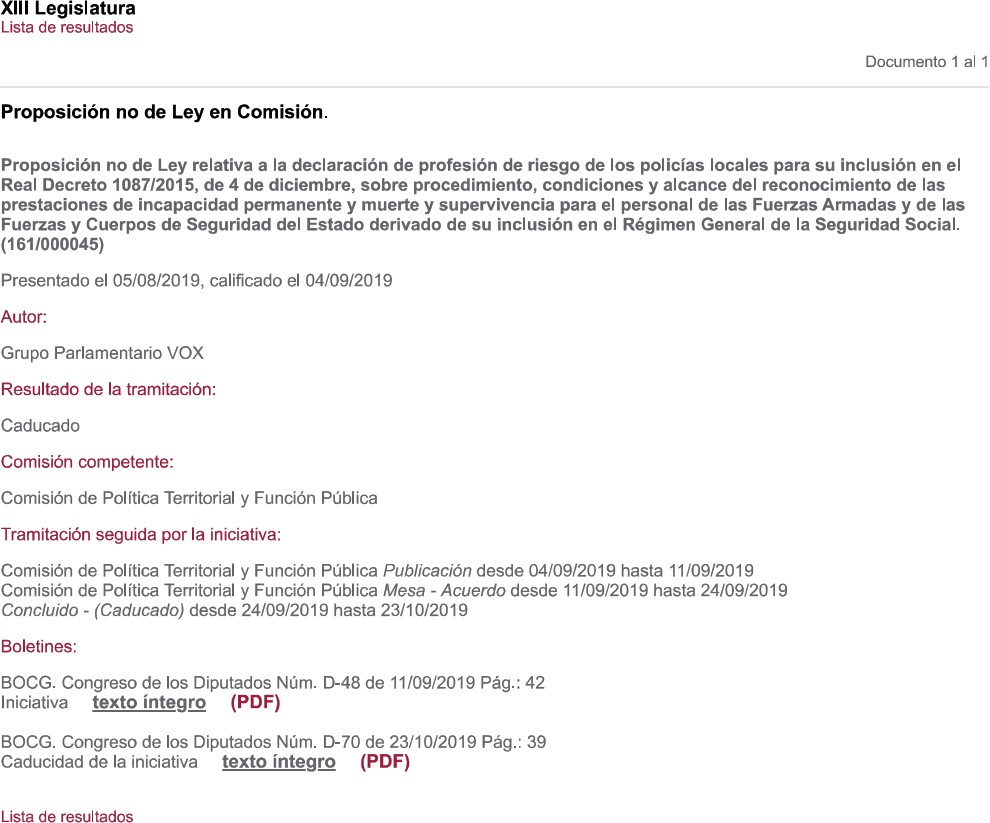 XIII Legislatura
Lista de resultados
Documento 1 al 1
Proposición no de Ley en Comisión.
Proposición no de Ley relativa a la declaración de profesión de riesgo de los policías locales para su inclusión en el
Real Decreto 1087/2015, de 4 de diciembre, sobre procedimiento, condiciones y alcance del reconocimiento de las
prestaciones de incapacidad permanente y muerte y supervivencia para el personal de las Fuerzas Armadas y de las
Fuerzas y Cuerpos de Seguridad del Estado derivado de su inclusión en el Régimen General de la Seguridad Social.
(161/000045)
Presentado el 05/08/2019, calificado el 04/09/2019
Autor:
Grupo Parlamentario VOX
Resultado de la tramitación:
Caducado
Comisión competente:
Comisión de Política Territorial y Función Pública
Tramitación seguida por la iniciativa:
Comisión de Política Territorial y Función Pública Publicación desde 04/09/2019 hasta 11/09/2019
Comisión de Política Territorial y Función Pública Mesa - Acuerdo desde 11/09/2019 hasta 24/09/2019
Concluido - (Caducado) desde 24/09/2019 hasta 23/10/2019
Boletines:
BOCG. Congreso de los Diputados Núm. D-48 de 11/09/2019 Pág.: 42
Iniciativa texto íntegro (PDF)
BOCG. Congreso de los Diputados Núm. D-70 de 23/10/2019 Pág.: 39
Caducidad de la iniciativa texto íntegro (PDF)
Lista de resultados